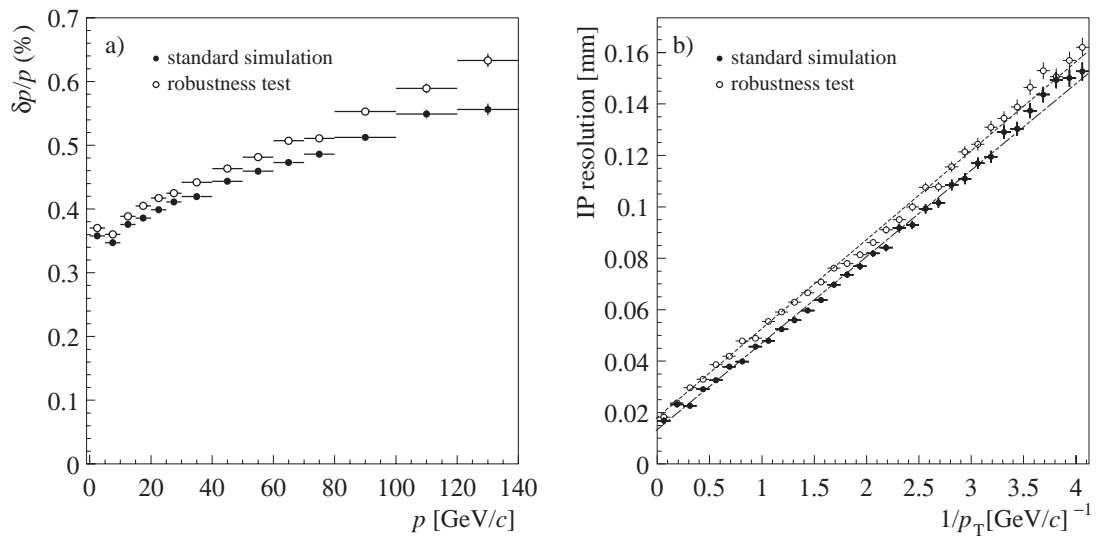 a)
standard simulation
robustness test
δp/p (%)
0.7
0.6
0.5
0.4
0.3
0.2
0.1
0
0 20 40 60 80 100 120 140
p [GeV/c]
b)
standard simulation
robustness test
IP resolution [mm]
0.16
0.14
0.12
0.1
0.08
0.06
0.04
0.02
0
0 0.5 1 1.5 2 2.5 3 3.5 4
1/pT[GeV/c] −1